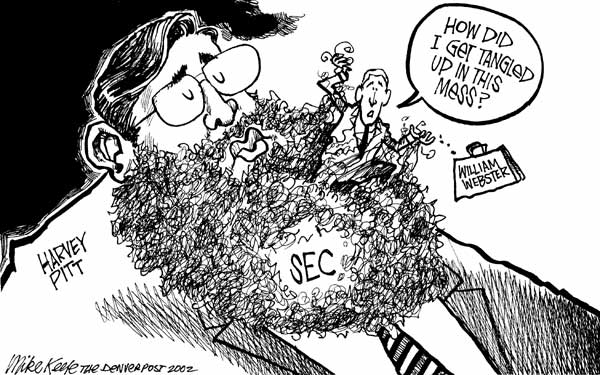 HOW DID
I GET TANGLED
UP IN THIS
MESS?
WILLIAM
WEBSTER
HARVEY
PITT
SEC
MIKE KEEFE THE DENVER POST 2002